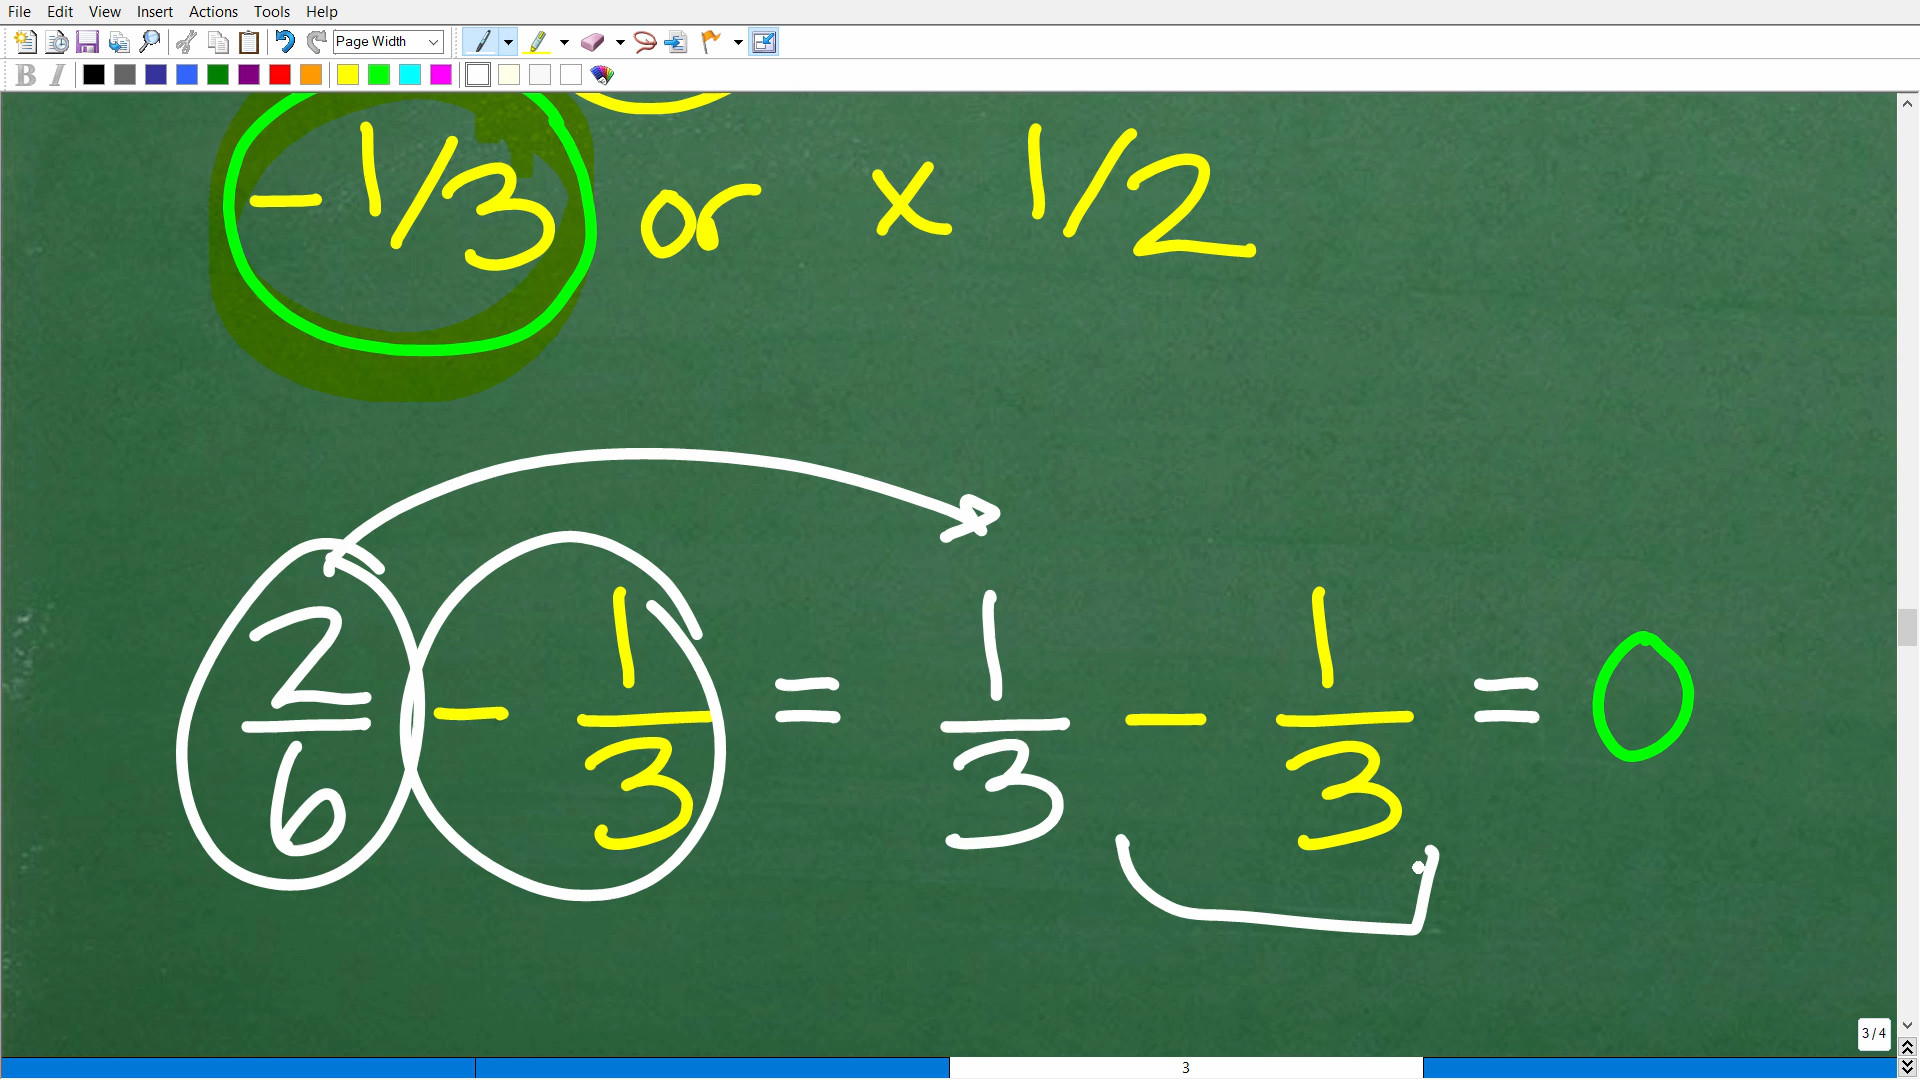 File Edit View Insert Actions Tools Help
Page Width
B I
- 1/3 or x 1/2
2/6 - 1/3 = 1/3 - 1/3 = 0
3 / 4
3